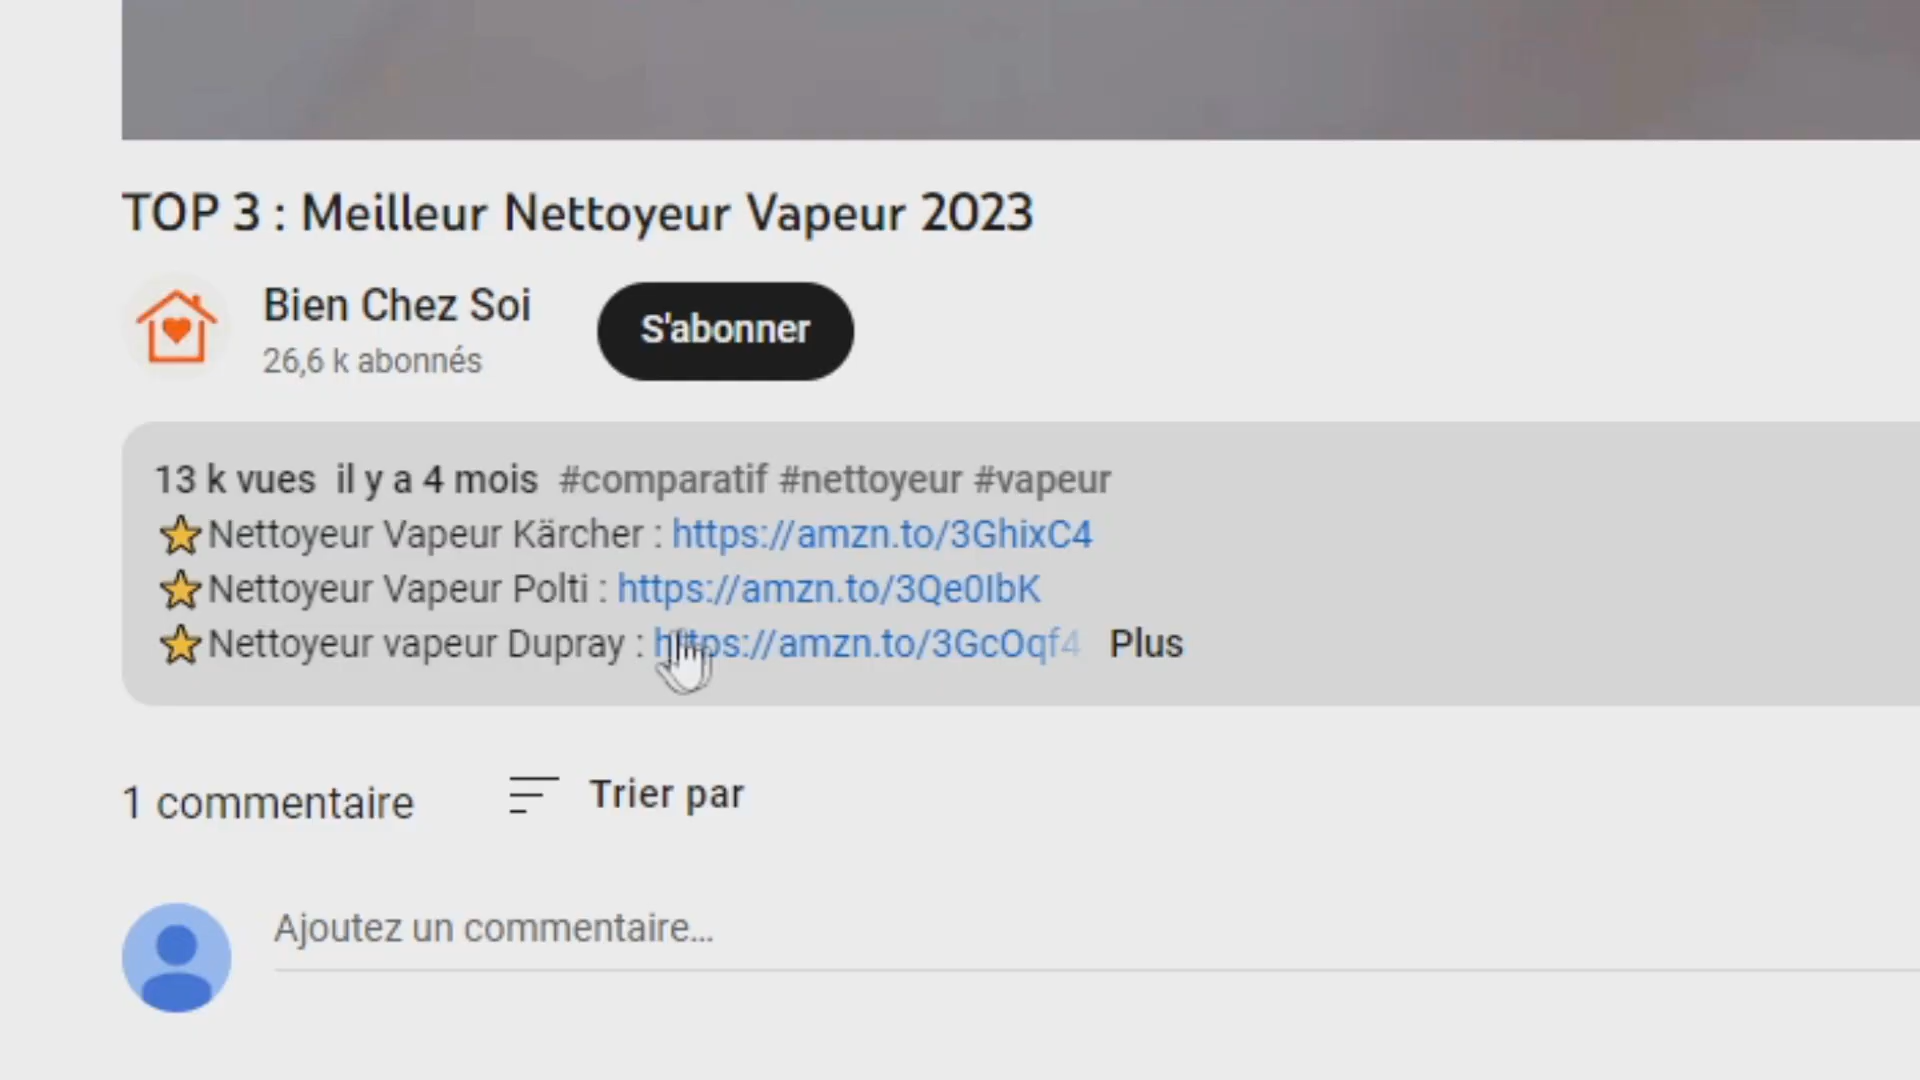 TOP 3 : Meilleur Nettoyeur Vapeur 2023
Bien Chez Soi
26,6 k abonnés
S'abonner
13 k vues il y a 4 mois #comparatif #nettoyeur #vapeur
⭐Nettoyeur Vapeur Kärcher : https://amzn.to/3GhixC4
⭐Nettoyeur Vapeur Polti : https://amzn.to/3Qe0IbK
⭐Nettoyeur vapeur Dupray : https://amzn.to/3GcOqf4 Plus
1 commentaire
Trier par
Ajoutez un commentaire...